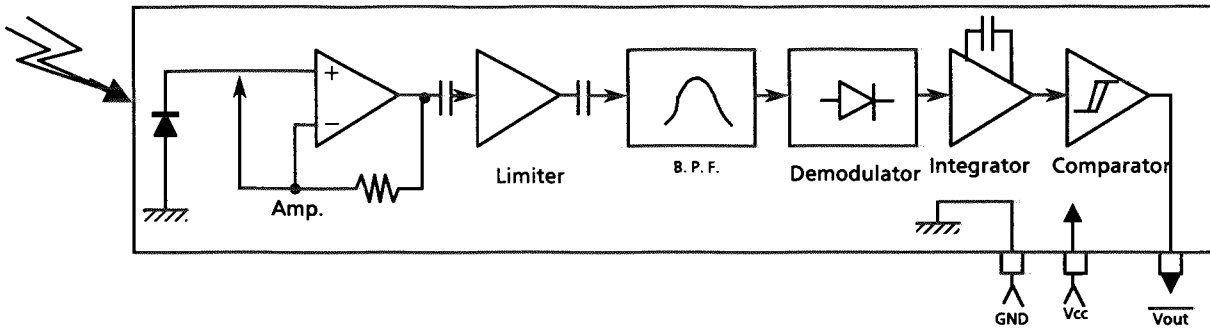 +
−
Amp.
Limiter
B. P. F.
Demodulator
Integrator
Comparator
GND
Vcc
Vout